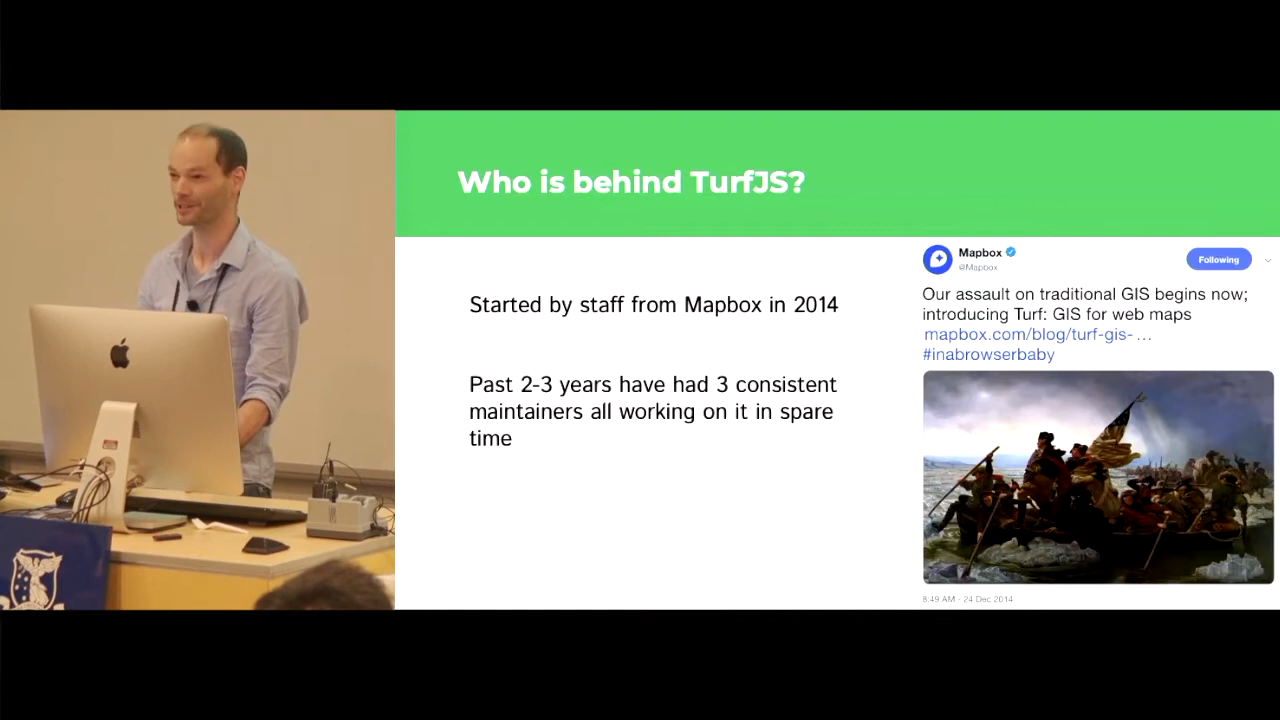 Who is behind TurfJS?
Started by staff from Mapbox in 2014
Past 2-3 years have had 3 consistent
maintainers all working on it in spare
time
Mapbox
@Mapbox
Following
Our assault on traditional GIS begins now;
introducing Turf: GIS for web maps
mapbox.com/blog/turf-gis-…
#inabrowserbaby
8:49 AM - 24 Dec 2014